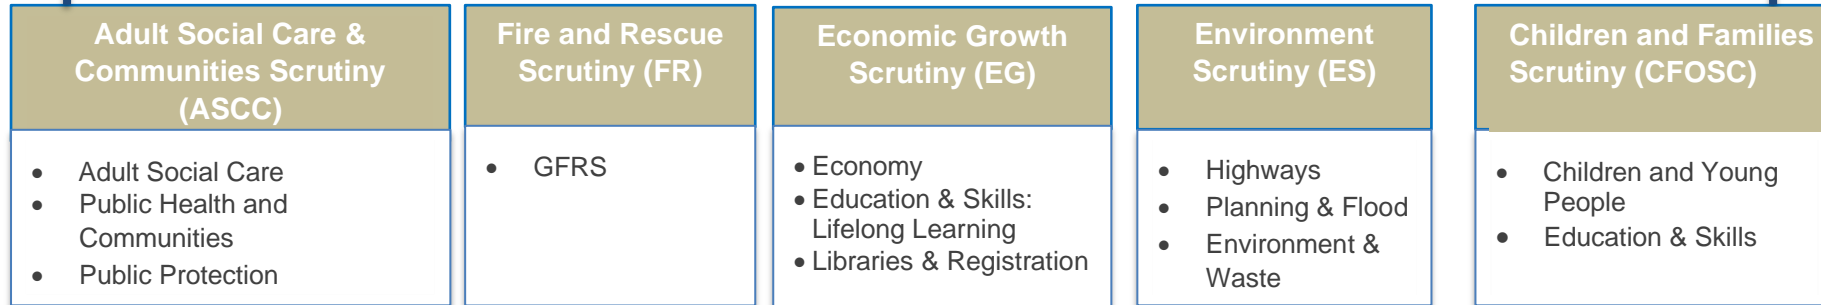 Adult Social Care &
Communities Scrutiny
(ASCC)
• Adult Social Care
• Public Health and
Communities
• Public Protection
Fire and Rescue
Scrutiny (FR)
• GFRS
Economic Growth
Scrutiny (EG)
• Economy
• Education & Skills:
Lifelong Learning
• Libraries & Registration
Environment
Scrutiny (ES)
• Highways
• Planning & Flood
• Environment &
Waste
Children and Families
Scrutiny (CFOSC)
• Children and Young
People
• Education & Skills